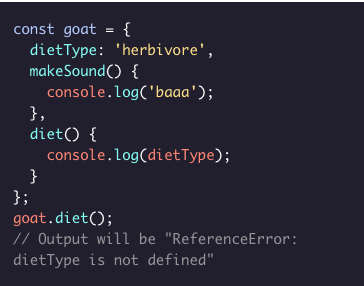 const goat = {
  dietType: 'herbivore',
  makeSound() {
    console.log('baaa');
  },
  diet() {
    console.log(dietType);
  }
};
goat.diet();
// Output will be "ReferenceError:
dietType is not defined"